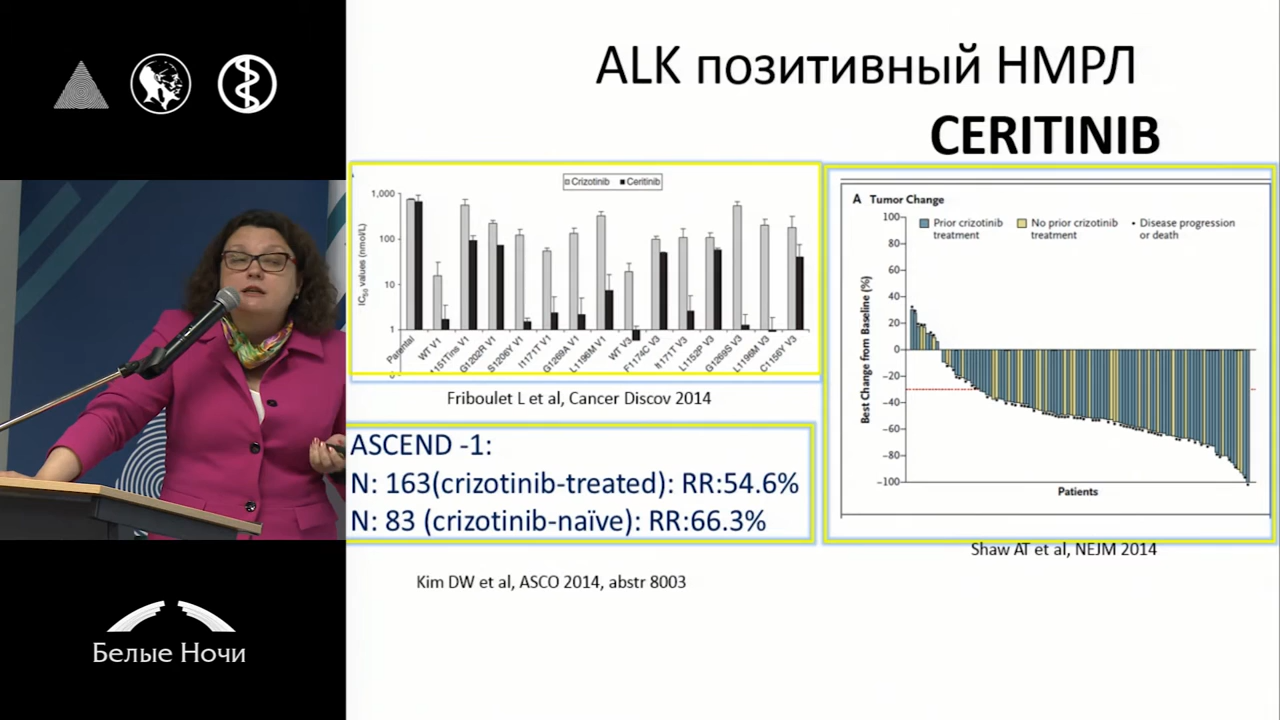 ALK позитивный НМРЛ
CERITINIB
Crizotinib Ceritinib
1,000
100
10
1
IC50 values (nmol/L)
Parental
WT V1
1151Tins V1
G1202R V1
S1206Y V1
I1171T V1
G1269A V1
L1196M V1
WT V3
F1174C V3
I1171T V3
L1152P V3
G1269S V3
L1196M V3
C1156Y V3
Friboulet L et al, Cancer Discov 2014
ASCEND -1:
N: 163(crizotinib-treated): RR:54.6%
N: 83 (crizotinib-naïve): RR:66.3%
Kim DW et al, ASCO 2014, abstr 8003
A Tumor Change
Prior crizotinib treatment
No prior crizotinib treatment
• Disease progression or death
Best Change from Baseline (%)
100
80
60
40
20
0
−20
−40
−60
−80
−100
Patients
Shaw AT et al, NEJM 2014
Белые Ночи